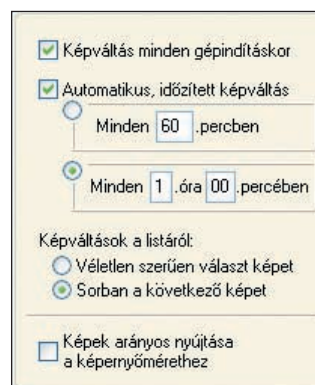 Képváltás minden gépindításkor
Automatikus, időzített képváltás
Minden 60 .percben
Minden 1 .óra 00 .percében
Képváltások a listáról:
Véletlen szerűen választ képet
Sorban a következő képet
Képek arányos nyújtása
a képernyőmérethez